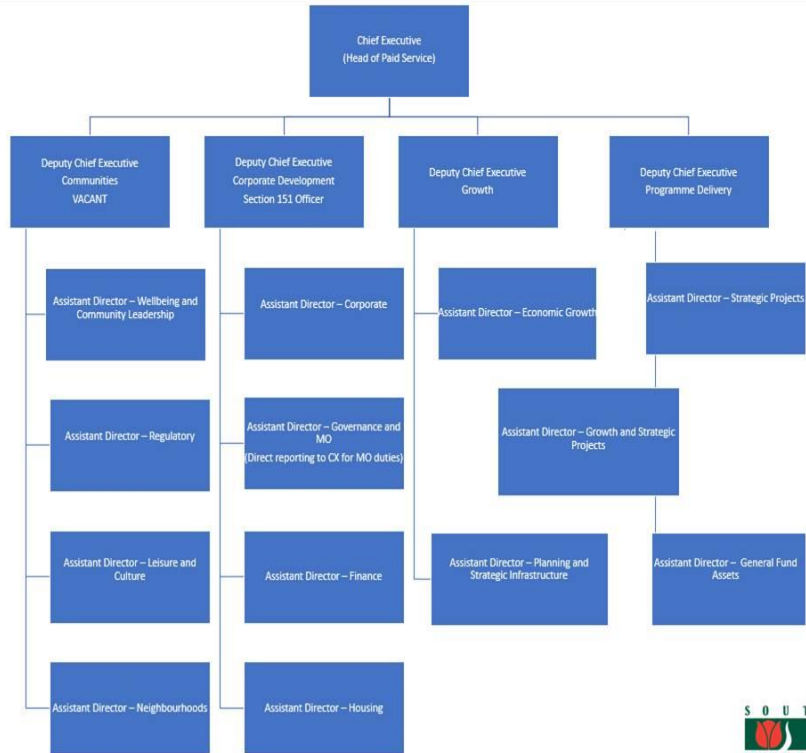 Chief Executive
(Head of Paid Service)
Deputy Chief Executive
Communities
VACANT
Deputy Chief Executive
Corporate Development
Section 151 Officer
Deputy Chief Executive
Growth
Deputy Chief Executive
Programme Delivery
Assistant Director – Wellbeing and
Community Leadership
Assistant Director – Corporate
Assistant Director – Economic Growth
Assistant Director – Strategic Projects
Assistant Director – Regulatory
Assistant Director – Governance and
MO
(Direct reporting to CX for MO duties)
Assistant Director – Growth and Strategic
Projects
Assistant Director – Leisure and
Culture
Assistant Director – Finance
Assistant Director – Planning and
Strategic Infrastructure
Assistant Director – General Fund
Assets
Assistant Director – Neighbourhoods
Assistant Director – Housing
SOUT